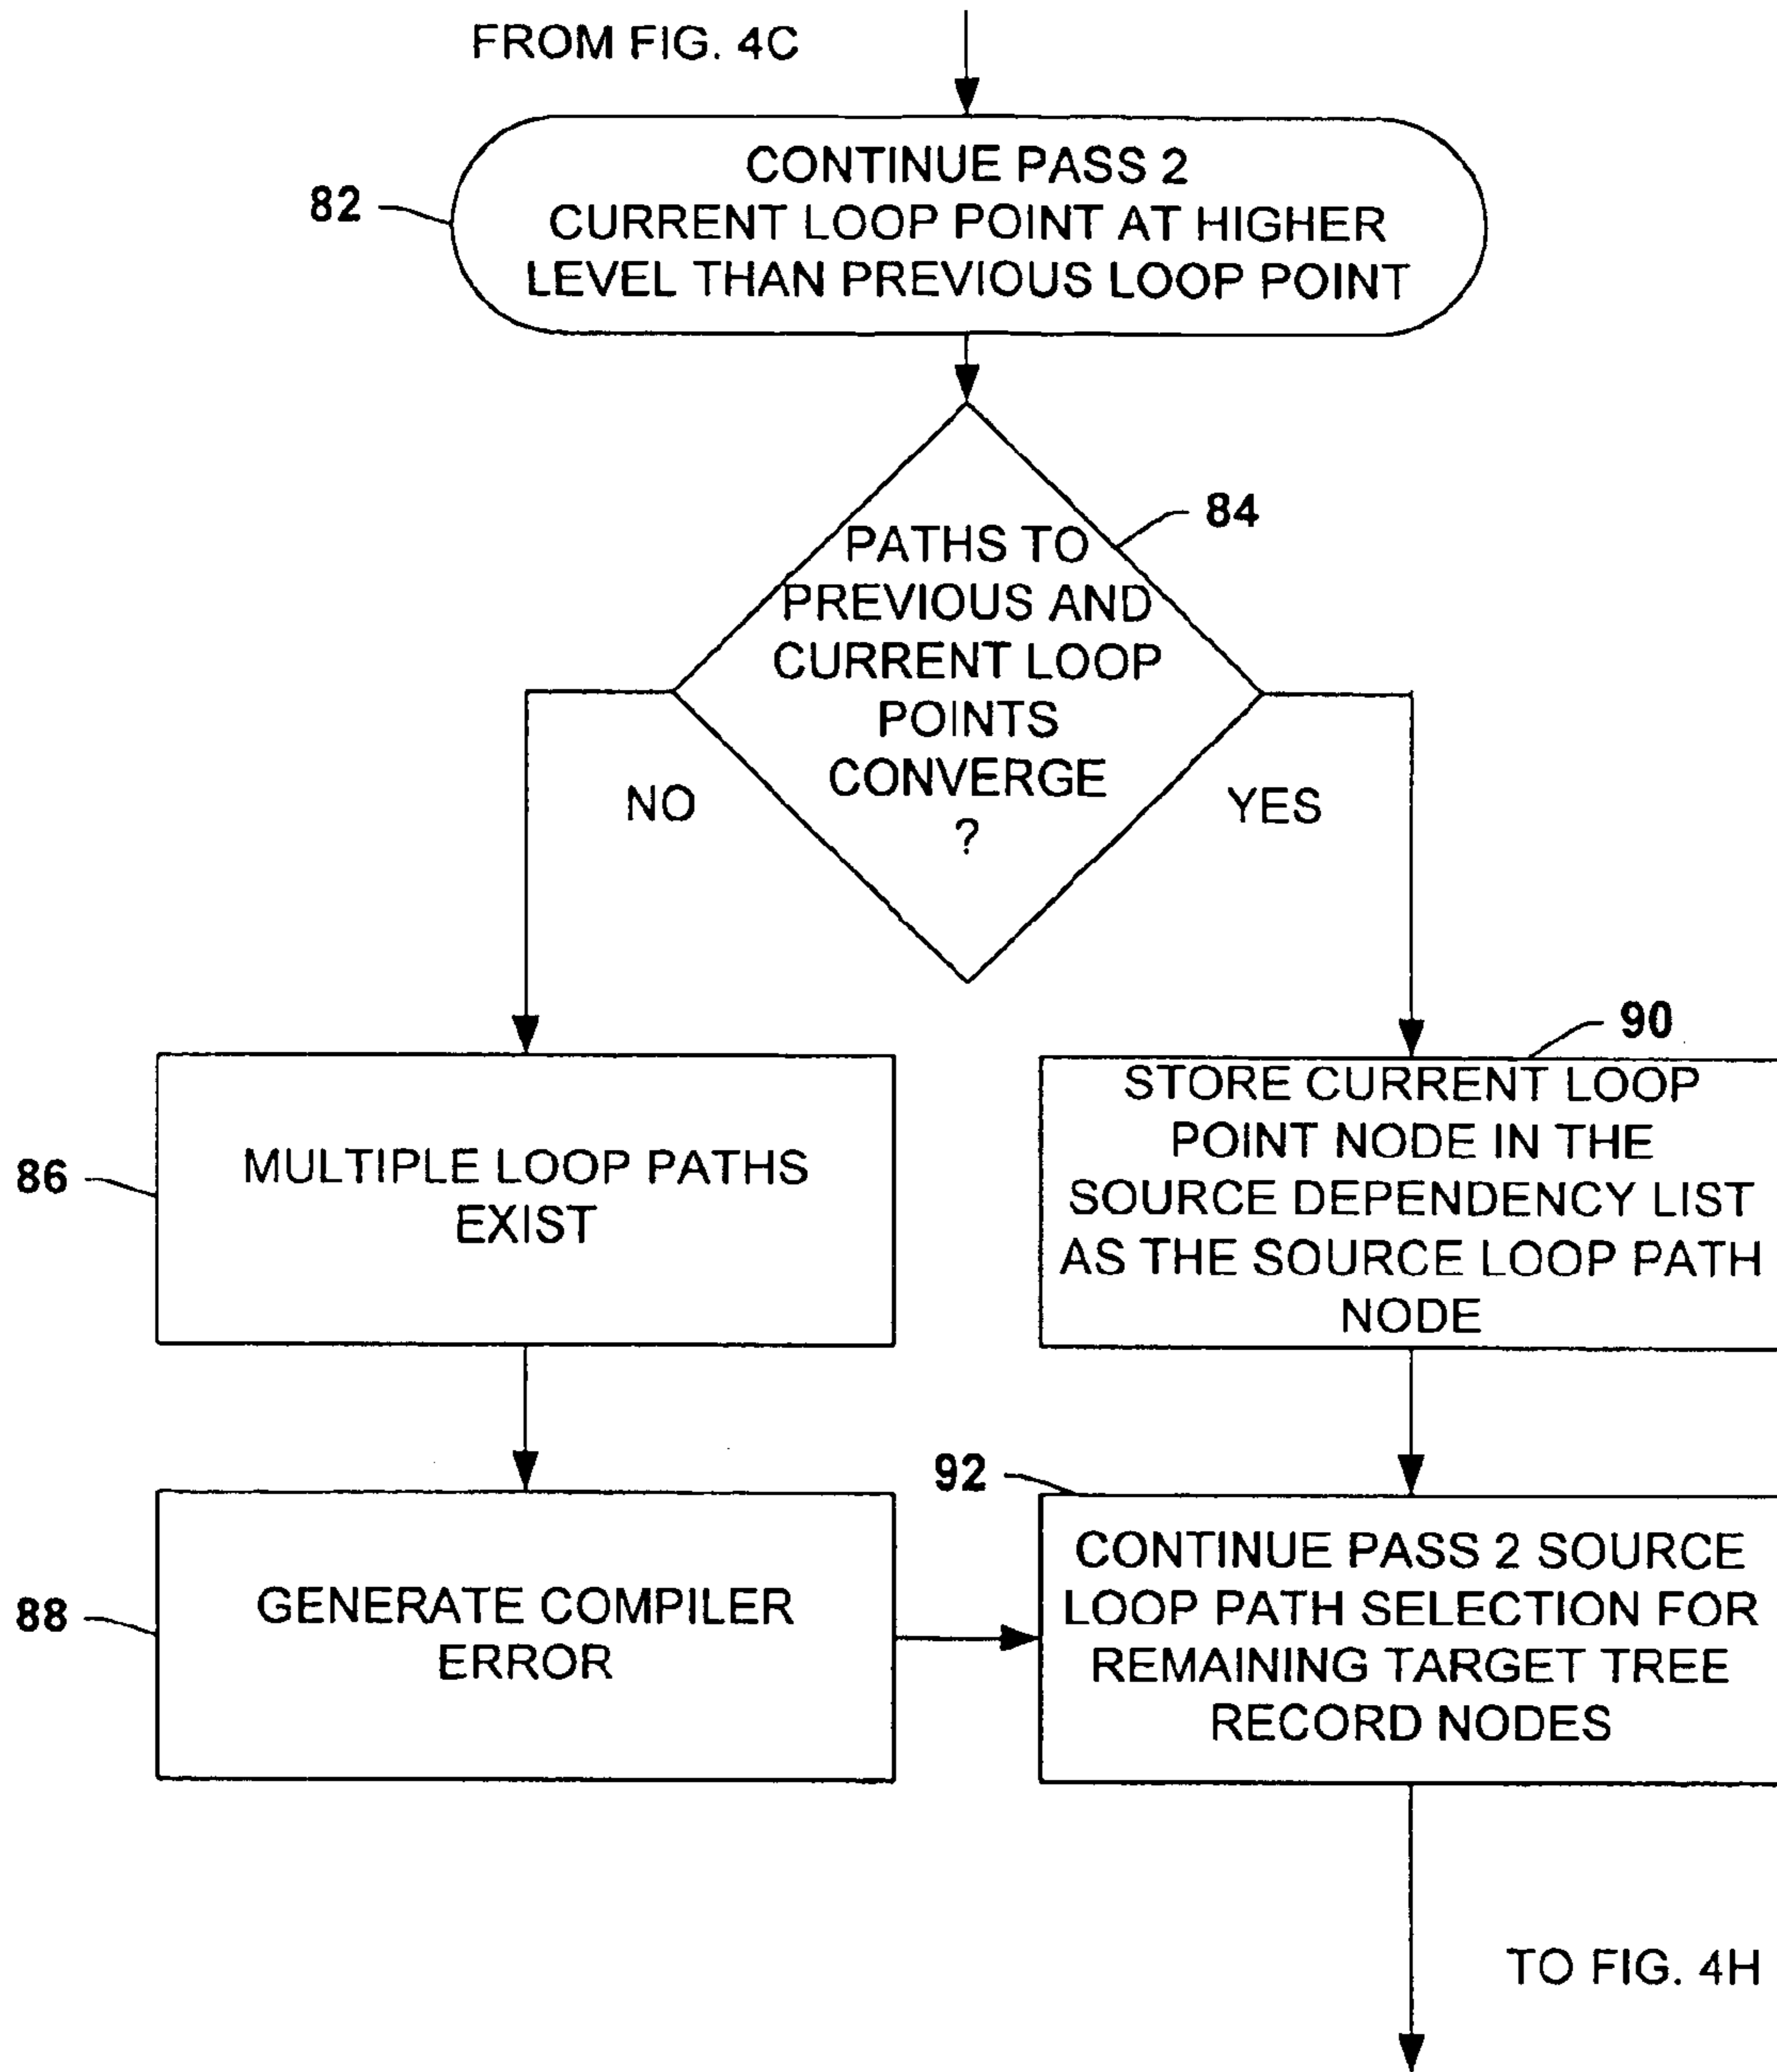 FROM FIG. 4C
CONTINUE PASS 2
CURRENT LOOP POINT AT HIGHER
LEVEL THAN PREVIOUS LOOP POINT
82
84
PATHS TO
PREVIOUS AND
CURRENT LOOP
POINTS
CONVERGE
?
NO
YES
86
MULTIPLE LOOP PATHS
EXIST
90
STORE CURRENT LOOP
POINT NODE IN THE
SOURCE DEPENDENCY LIST
AS THE SOURCE LOOP PATH
NODE
88
GENERATE COMPILER
ERROR
92
CONTINUE PASS 2 SOURCE
LOOP PATH SELECTION FOR
REMAINING TARGET TREE
RECORD NODES
TO FIG. 4H